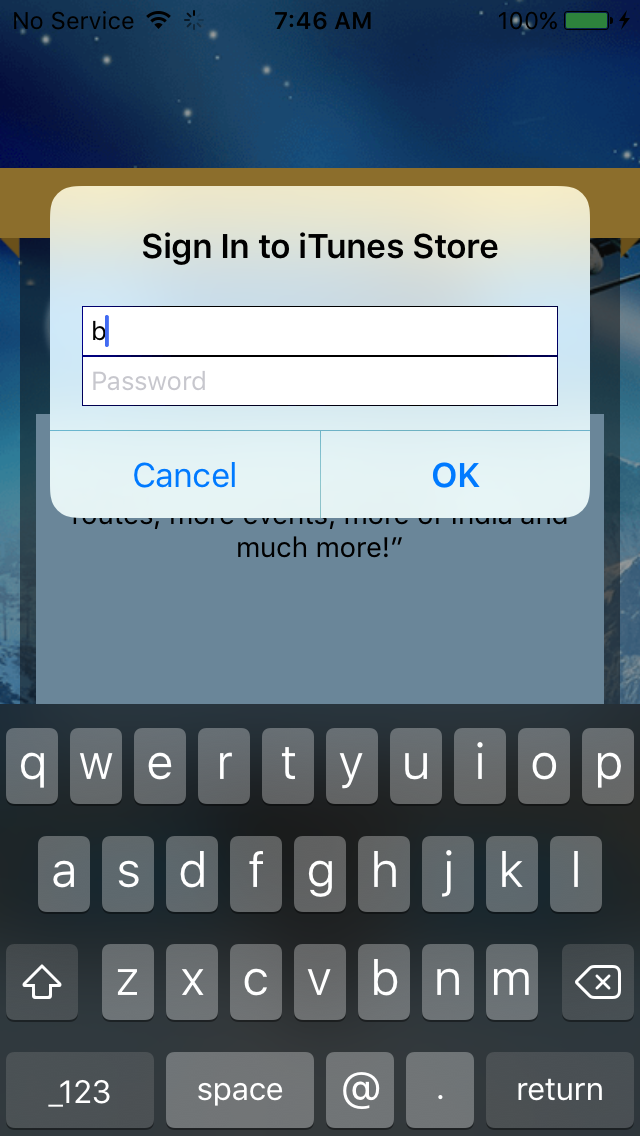 No Service 7:46 AM 100%
Sign In to iTunes Store
b
Password
Cancel OK
routes, more events, more of India and
much more!”
q w e r t y u i o p
a s d f g h j k l
z x c v b n m
_123 space @ . return